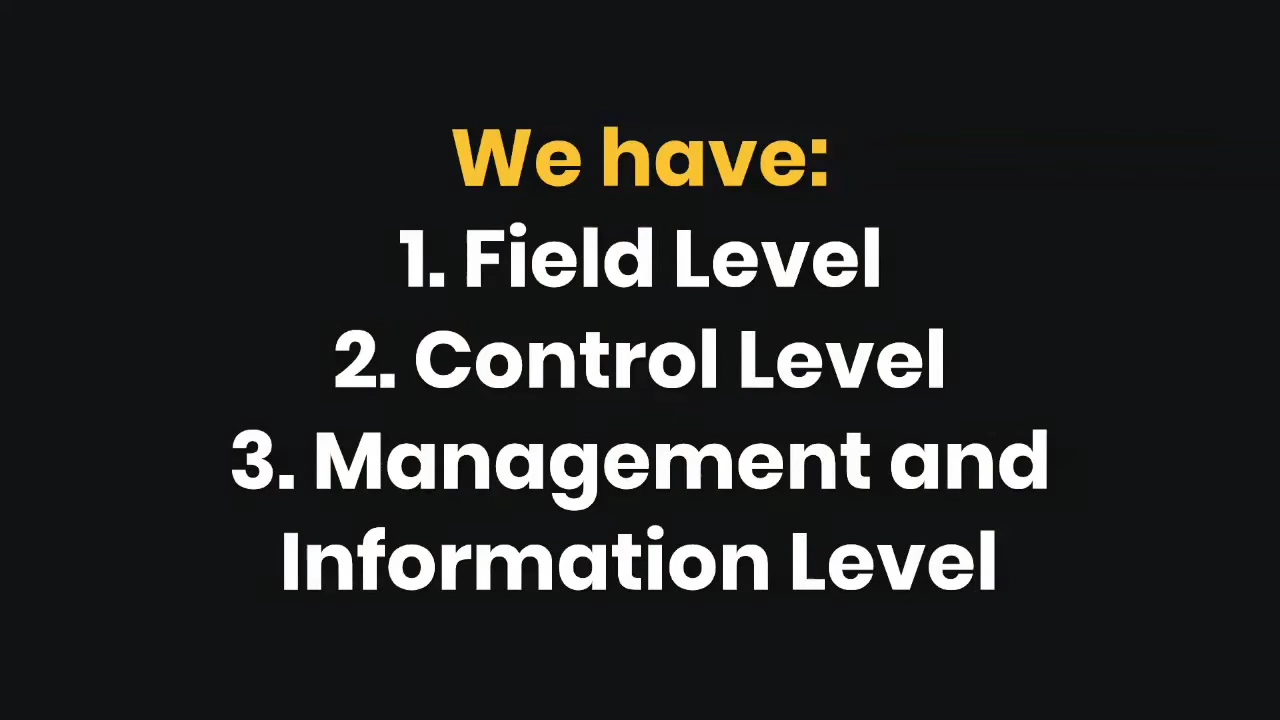 We have:
1. Field Level
2. Control Level
3. Management and
Information Level